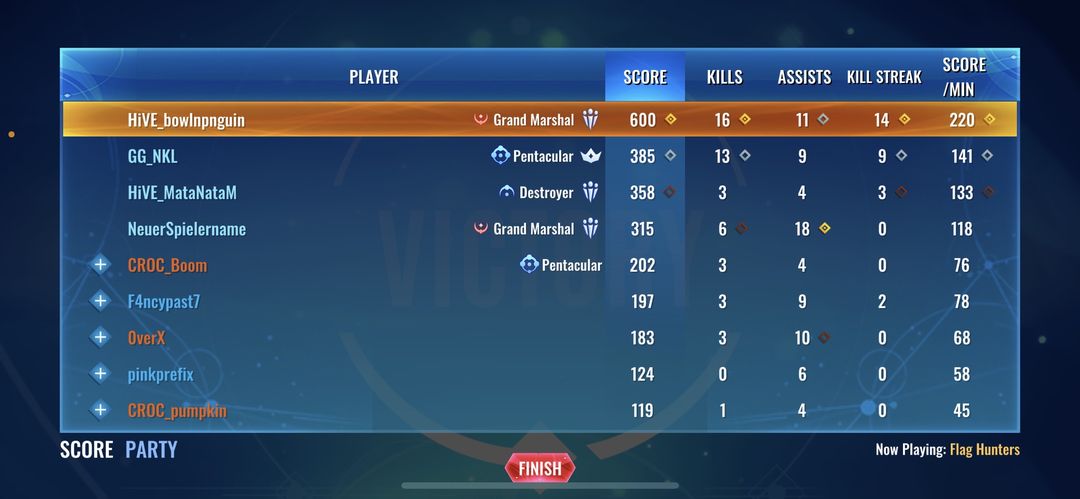 PLAYER SCORE KILLS ASSISTS KILL STREAK SCORE
/MIN
HiVE_bowlnpnguin Grand Marshal 600 16 11 14 220
GG_NKL Pentacular 385 13 9 9 141
HiVE_MataNataM Destroyer 358 3 4 3 133
NeuerSpielername Grand Marshal 315 6 18 0 118
CROC_Boom Pentacular 202 3 4 0 76
F4ncypast7 197 3 9 2 78
OverX 183 3 10 0 68
pinkprefix 124 0 6 0 58
CROC_pumpkin 119 1 4 0 45
VICTORY
SCORE PARTY Now Playing: Flag Hunters
FINISH